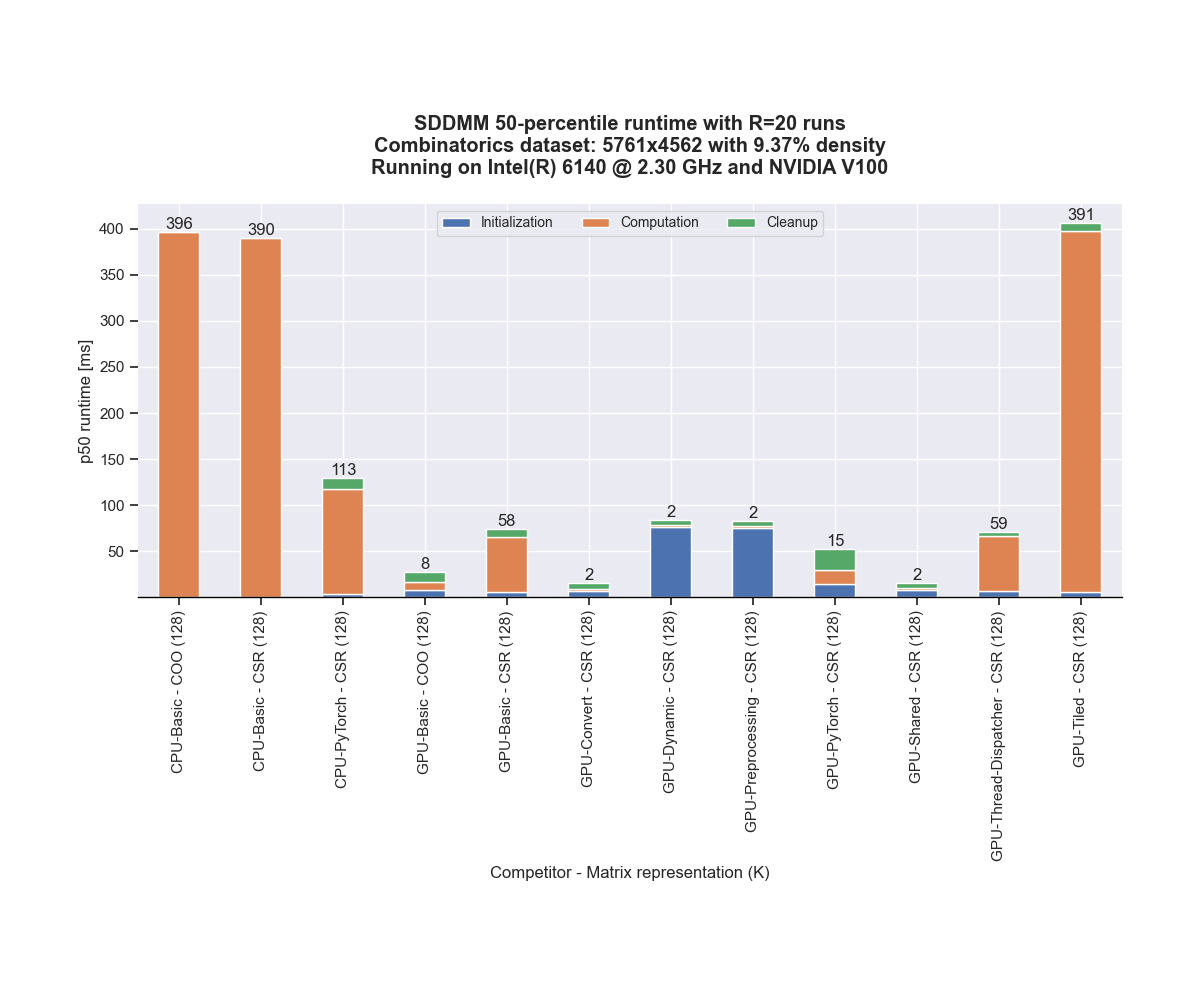 SDDMM 50-percentile runtime with R=20 runs
Combinatorics dataset: 5761x4562 with 9.37% density
Running on Intel(R) 6140 @ 2.30 GHz and NVIDIA V100
Initialization
Computation
Cleanup
p50 runtime [ms]
400
350
300
250
200
150
100
50
396
390
113
8
58
2
2
2
15
2
59
391
CPU-Basic - COO (128)
CPU-Basic - CSR (128)
CPU-PyTorch - CSR (128)
GPU-Basic - COO (128)
GPU-Basic - CSR (128)
GPU-Convert - CSR (128)
GPU-Dynamic - CSR (128)
GPU-Preprocessing - CSR (128)
GPU-PyTorch - CSR (128)
GPU-Shared - CSR (128)
GPU-Thread-Dispatcher - CSR (128)
GPU-Tiled - CSR (128)
Competitor - Matrix representation (K)